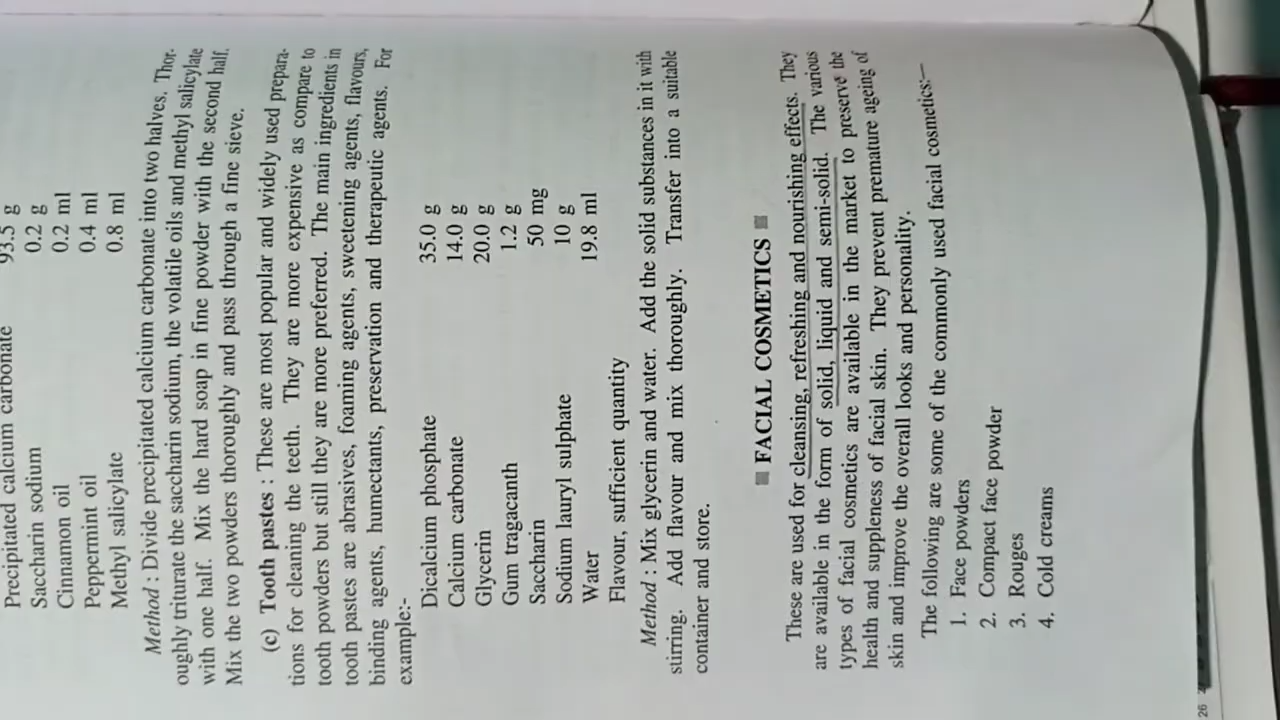 Precipitated calcium carbonate 93.5 g
Saccharin sodium 0.2 g
Cinnamon oil 0.2 ml
Peppermint oil 0.4 ml
Methyl salicylate 0.8 ml
Method : Divide precipitated calcium carbonate into two halves. Thor-
oughly triturate the saccharin sodium, the volatile oils and methyl salicylate
with one half. Mix the hard soap in fine powder with the second half.
Mix the two powders thoroughly and pass through a fine sieve.
(c) Tooth pastes : These are most popular and widely used prepara-
tions for cleaning the teeth. They are more expensive as compare to
tooth powders but still they are more preferred. The main ingredients in
tooth pastes are abrasives, foaming agents, sweetening agents, flavours,
binding agents, humectants, preservation and therapeutic agents. For
example:-
Dicalcium phosphate 35.0 g
Calcium carbonate 14.0 g
Glycerin 20.0 g
Gum tragacanth 1.2 g
Saccharin 50 mg
Sodium lauryl sulphate 10 g
Water 19.8 ml
Flavour, sufficient quantity
Method : Mix glycerin and water. Add the solid substances in it with
stirring. Add flavour and mix thoroughly. Transfer into a suitable
container and store.
FACIAL COSMETICS
These are used for cleansing, refreshing and nourishing effects. They
are available in the form of solid, liquid and semi-solid. The various
types of facial cosmetics are available in the market to preserve the
health and suppleness of facial skin. They prevent premature ageing of
skin and improve the overall looks and personality.
The following are some of the commonly used facial cosmetics:—
1. Face powders
2. Compact face powder
3. Rouges
4. Cold creams
26